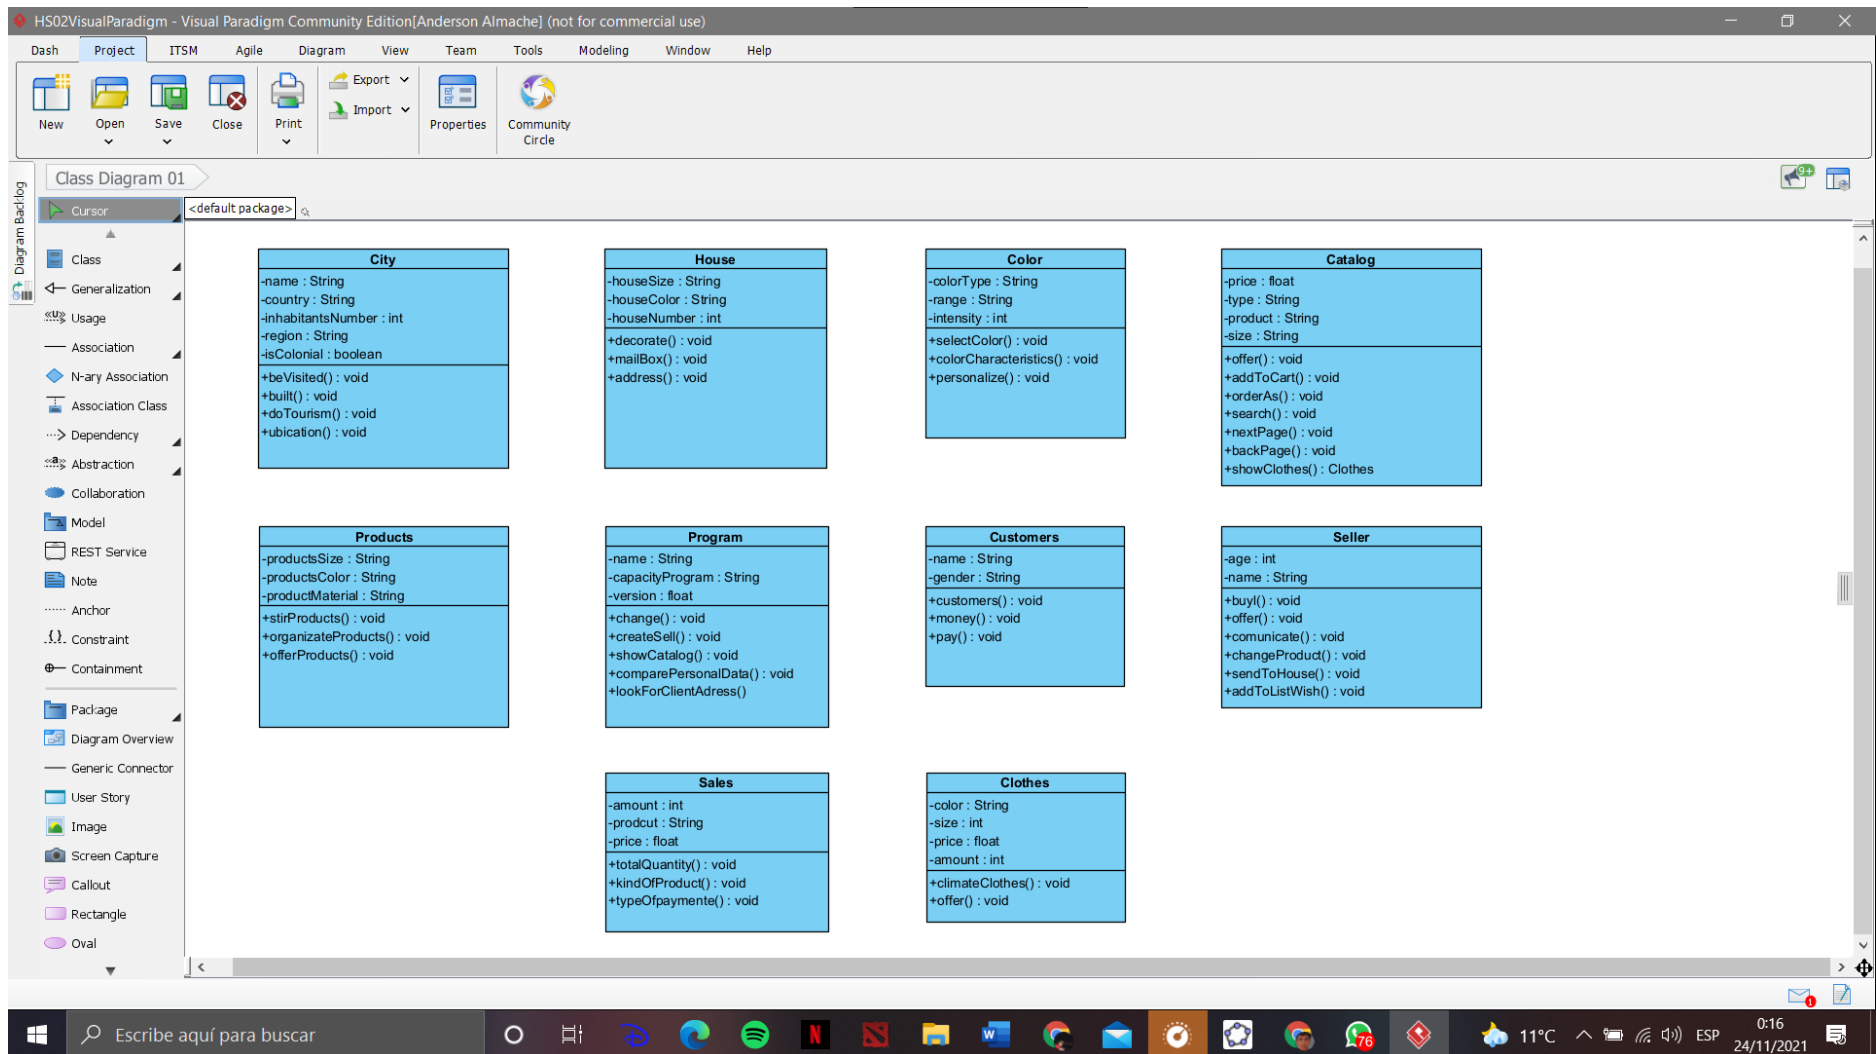 HS02VisualParadigm - Visual Paradigm Community Edition[Anderson Almache] (not for commercial use)
Dash Project ITSM Agile Diagram View Team Tools Modeling Window Help
New Open Save Close Print Export Import Properties Community Circle
Class Diagram 01
9+
Diagram Backlog
Cursor
<default package>
Class
Generalization
Usage
Association
N-ary Association
Association Class
Dependency
Abstraction
Collaboration
Model
REST Service
Note
Anchor
Constraint
Containment
Package
Diagram Overview
Generic Connector
User Story
Image
Screen Capture
Callout
Rectangle
Oval
City
-name : String
-country : String
-inhabitantsNumber : int
-region : String
-isColonial : boolean
+beVisited() : void
+built() : void
+doTourism() : void
+ubication() : void
House
-houseSize : String
-houseColor : String
-houseNumber : int
+decorate() : void
+mailBox() : void
+address() : void
Color
-colorType : String
-range : String
-intensity : int
+selectColor() : void
+colorCharacteristics() : void
+personalize() : void
Catalog
-price : float
-type : String
-product : String
-size : String
+offer() : void
+addToCart() : void
+orderAs() : void
+search() : void
+nextPage() : void
+backPage() : void
+showClothes() : Clothes
Products
-productsSize : String
-productsColor : String
-productMaterial : String
+stirProducts() : void
+organizateProducts() : void
+offerProducts() : void
Program
-name : String
-capacityProgram : String
-version : float
+change() : void
+createSell() : void
+showCatalog() : void
+comparePersonalData() : void
+lookForClientAdress()
Customers
-name : String
-gender : String
+customers() : void
+money() : void
+pay() : void
Seller
-age : int
-name : String
+buyl() : void
+offer() : void
+comunicate() : void
+changeProduct() : void
+sendToHouse() : void
+addToListWish() : void
Sales
-amount : int
-prodcut : String
-price : float
+totalQuantity() : void
+kindOfProduct() : void
+typeOfpaymente() : void
Clothes
-color : String
-size : int
-price : float
-amount : int
+climateClothes() : void
+offer() : void
1
Escribe aquí para buscar
76
11°C
ESP
0:16
24/11/2021